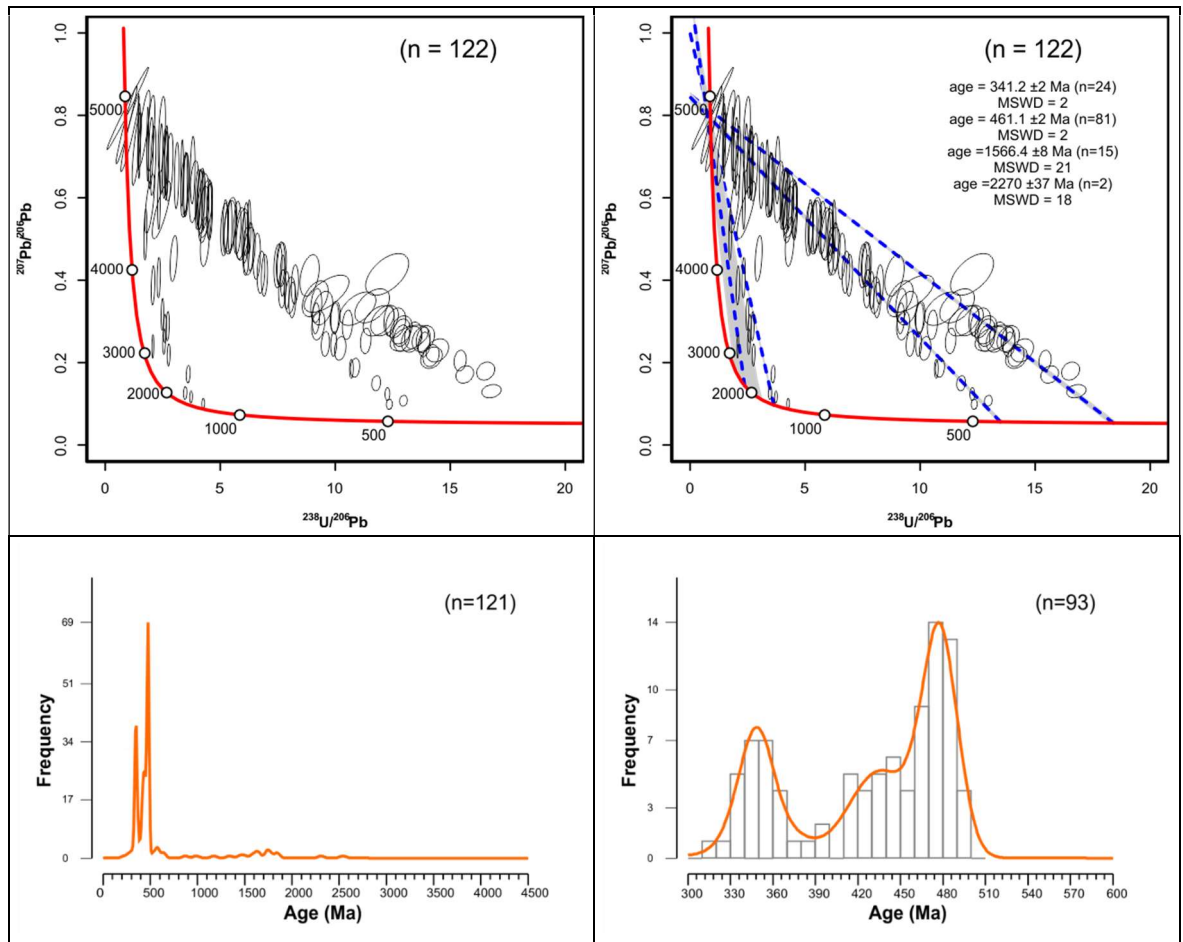 (n = 122)
1.0
0.8
0.6
0.4
0.2
0.0
²⁰⁷Pb/²⁰⁶Pb
5000
4000
3000
2000
1000
500
0 5 10 15 20
²³⁸U/²⁰⁶Pb
(n = 122)
age = 341.2 ±2 Ma (n=24)
MSWD = 2
age = 461.1 ±2 Ma (n=81)
MSWD = 2
age =1566.4 ±8 Ma (n=15)
MSWD = 21
age =2270 ±37 Ma (n=2)
MSWD = 18
1.0
0.8
0.6
0.4
0.2
0.0
²⁰⁷Pb/²⁰⁶Pb
5000
4000
3000
2000
1000
500
0 5 10 15 20
²³⁸U/²⁰⁶Pb
(n=121)
69
51
34
17
0
Frequency
0 500 1000 1500 2000 2500 3000 3500 4000 4500
Age (Ma)
(n=93)
14
10
7
3
0
Frequency
300 330 360 390 420 450 480 510 540 570 600
Age (Ma)